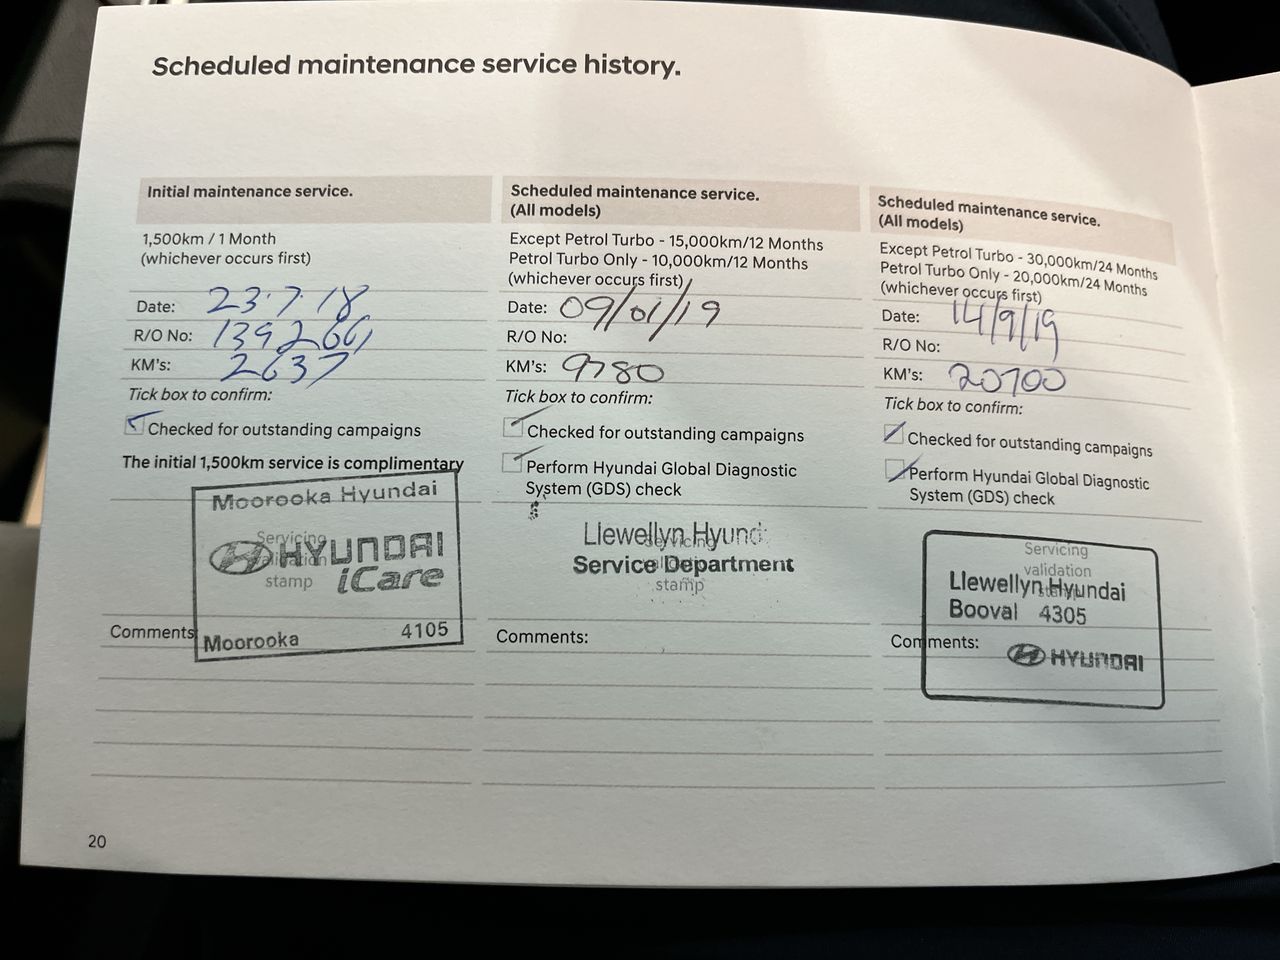 Scheduled maintenance service history.
Initial maintenance service.
1,500km / 1 Month
(whichever occurs first)
Date: 23.7.18
R/O No: 139266
KM's: 2637
Tick box to confirm:
Checked for outstanding campaigns
The initial 1,500km service is complimentary
Moorooka Hyundai
Servicing
validation
HYUNDAI
stamp
iCare
Moorooka 4105
Comments
Scheduled maintenance service.
(All models)
Except Petrol Turbo - 15,000km/12 Months
Petrol Turbo Only - 10,000km/12 Months
(whichever occurs first)
Date: 09/01/19
R/O No:
KM's: 9780
Tick box to confirm:
Checked for outstanding campaigns
Perform Hyundai Global Diagnostic
System (GDS) check
Llewellyn Hyund
Servicing
Service Department
stamp
Comments:
Scheduled maintenance service.
(All models)
Except Petrol Turbo - 30,000km/24 Months
Petrol Turbo Only - 20,000km/24 Months
(whichever occurs first)
Date: 14/9/19
R/O No:
KM's: 20700
Tick box to confirm:
Checked for outstanding campaigns
Perform Hyundai Global Diagnostic
System (GDS) check
Servicing
validation
stamp
Llewellyn Hyundai
Booval 4305
Comments:
HYUNDAI
20